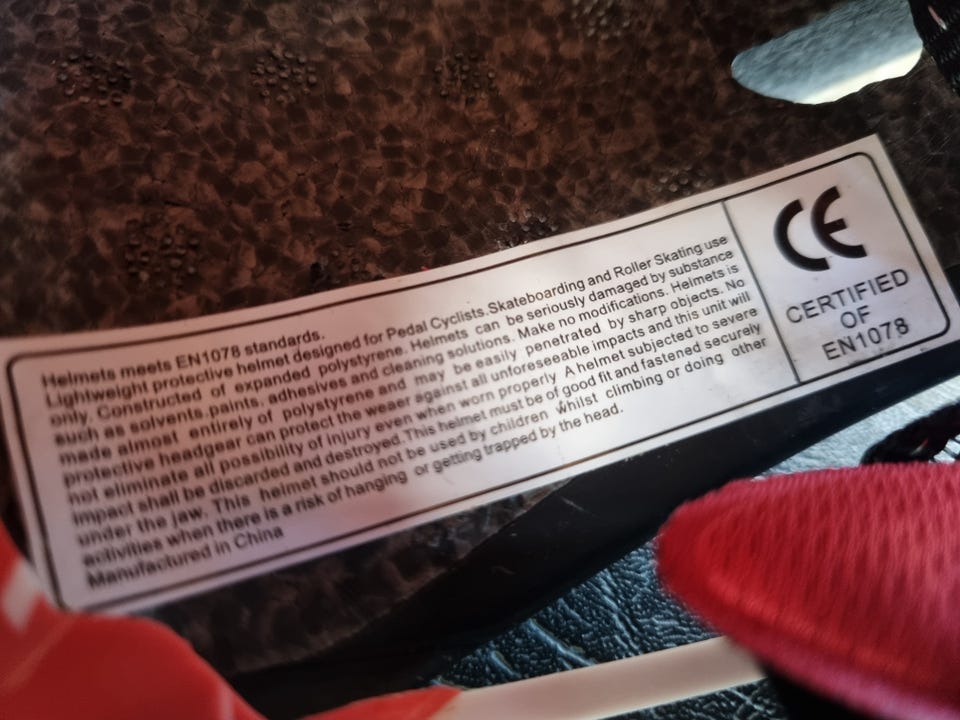 Helmets meets EN1078 standards.
Lightweight protective helmet designed for Pedal Cyclists.Skateboarding and Roller Skating use
only. Constructed of expanded polystyrene. Helmets can be seriously damaged by substance
such as solvents.paints, adhesives and cleaning solutions. Make no modifications. Helmets is
made almost entirely of polystyrene and may be easily penetrated by sharp objects. No
protective headgear can protect the weaer against all unforeseeable impacts and this unit will
not eliminate all possibility of injury even when worn properly A helmet subjected to severe
impact shall be discarded and destroyed.This helmet must be of good fit and fastened securely
under the jaw. This helmet should not be used by children whilst climbing or doing other
activities when there is a risk of hanging or getting trapped by the head.
Manufactured in China
CE
CERTIFIED
OF
EN1078